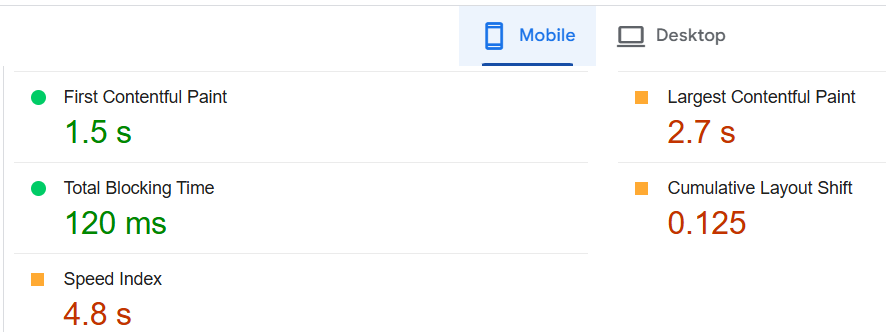 Mobile
Desktop
First Contentful Paint
1.5 s
Largest Contentful Paint
2.7 s
Total Blocking Time
120 ms
Cumulative Layout Shift
0.125
Speed Index
4.8 s